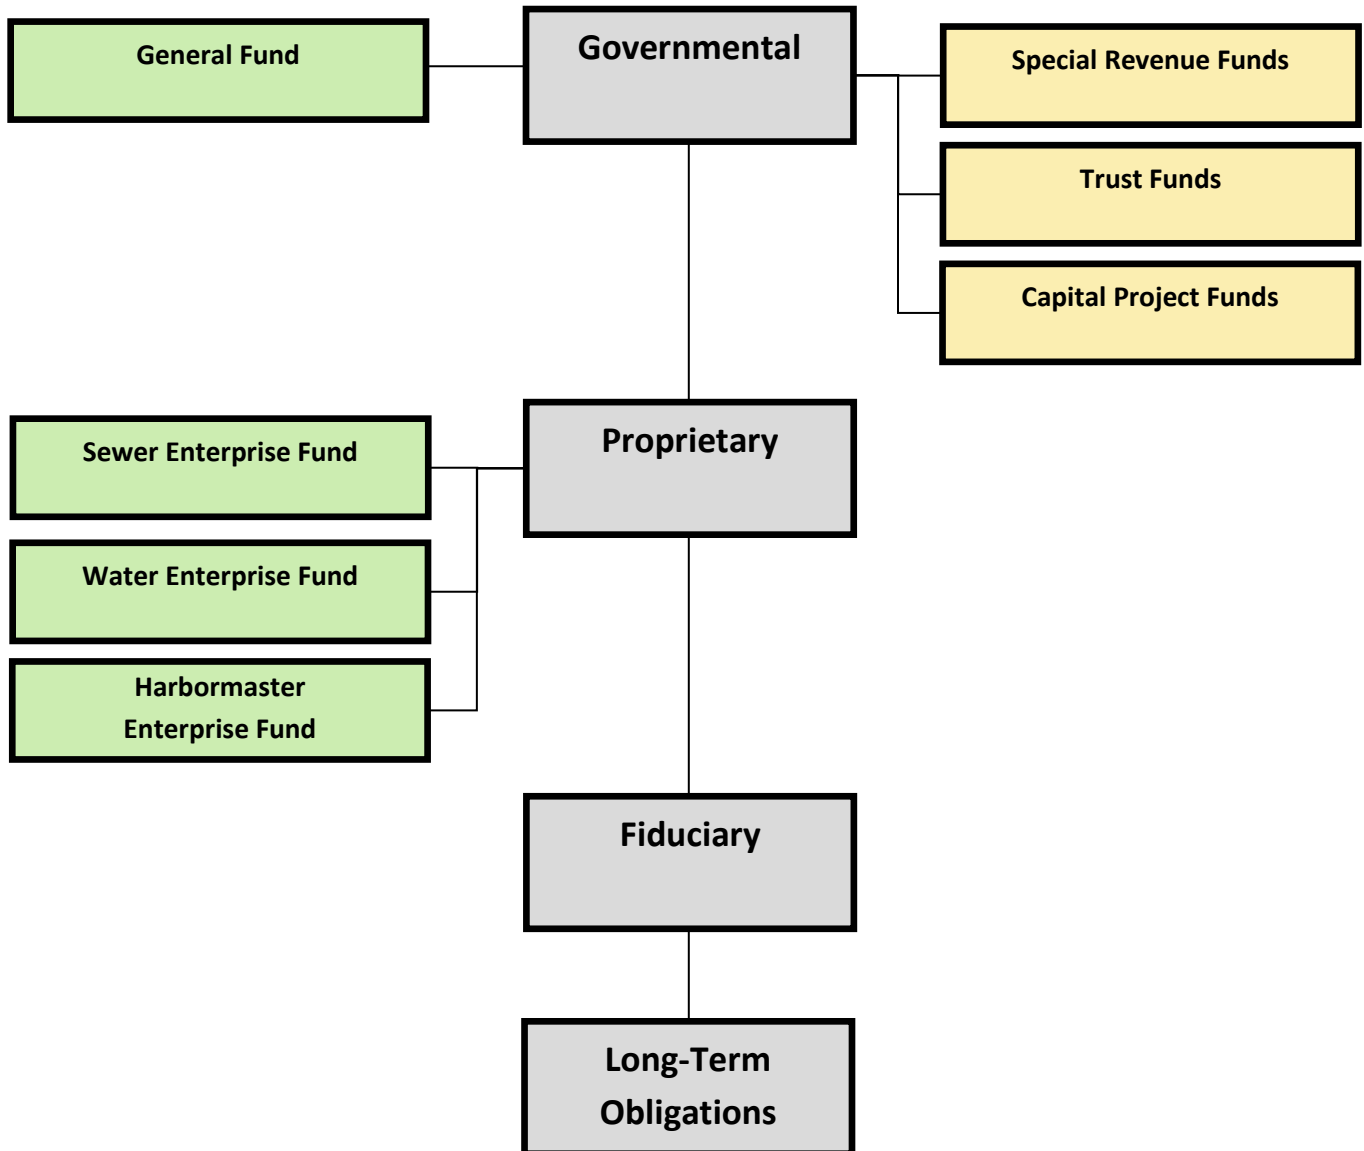 General Fund
Governmental
Special Revenue Funds
Trust Funds
Capital Project Funds
Sewer Enterprise Fund
Proprietary
Water Enterprise Fund
Harbormaster
Enterprise Fund
Fiduciary
Long-Term
Obligations